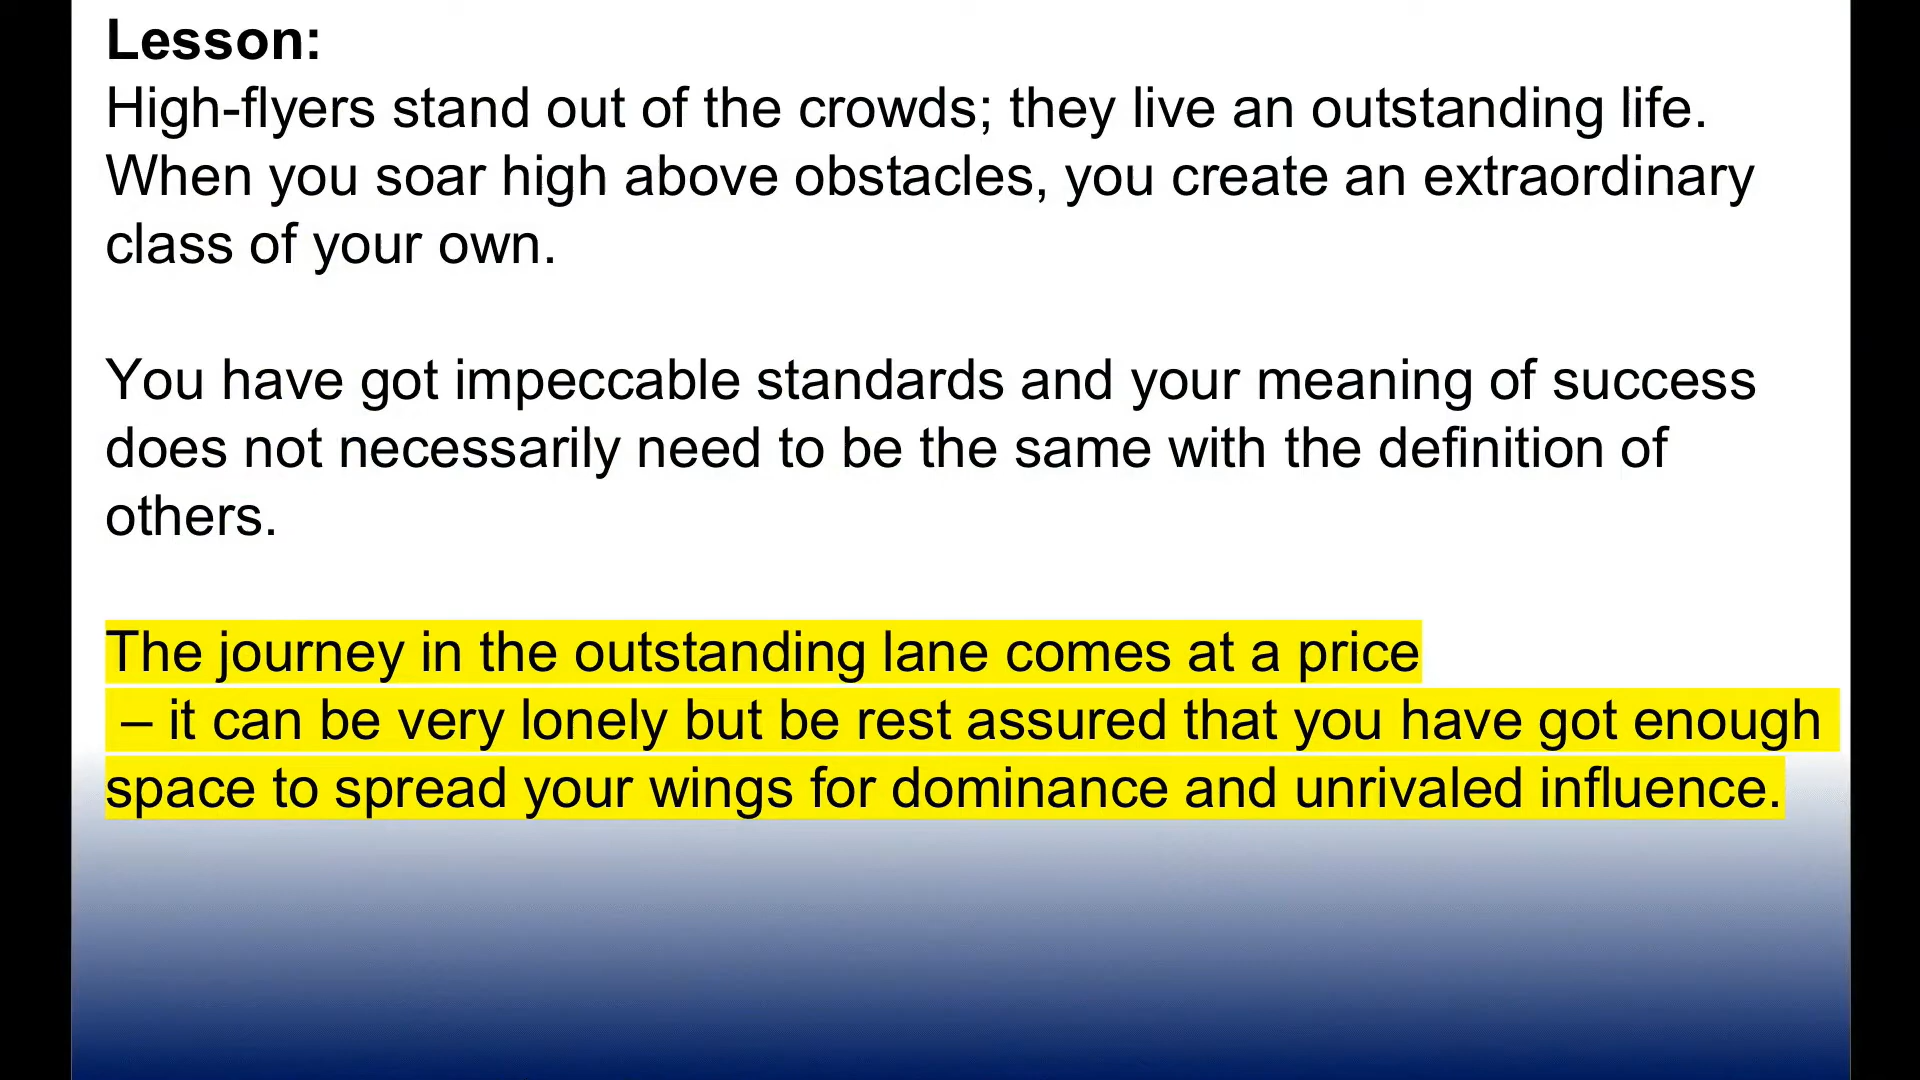 Lesson:
High-flyers stand out of the crowds; they live an outstanding life.
When you soar high above obstacles, you create an extraordinary
class of your own.
You have got impeccable standards and your meaning of success
does not necessarily need to be the same with the definition of
others.
The journey in the outstanding lane comes at a price
– it can be very lonely but be rest assured that you have got enough
space to spread your wings for dominance and unrivaled influence.